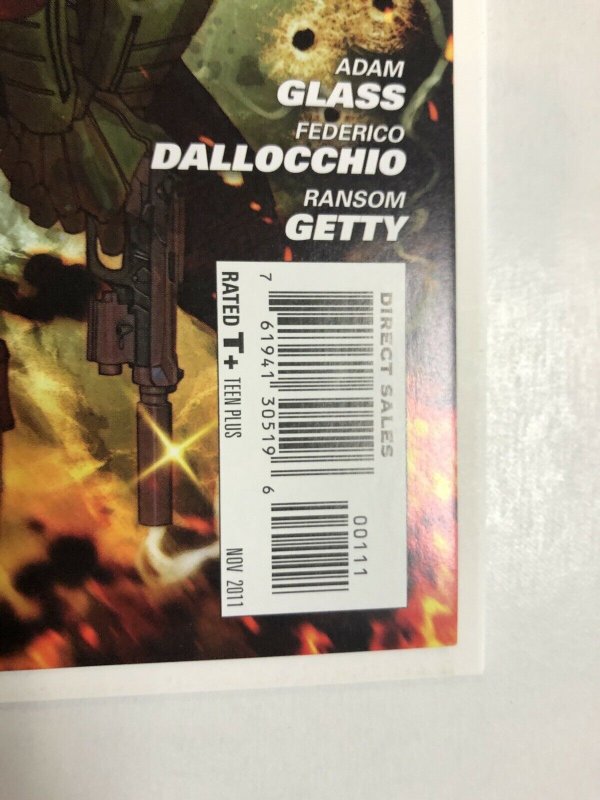 ADAM
GLASS
FEDERICO
DALLOCCHIO
RANSOM
GETTY
DIRECT SALES
00111
7 61941 30519 6
RATED T+ TEEN PLUS NOV 2011